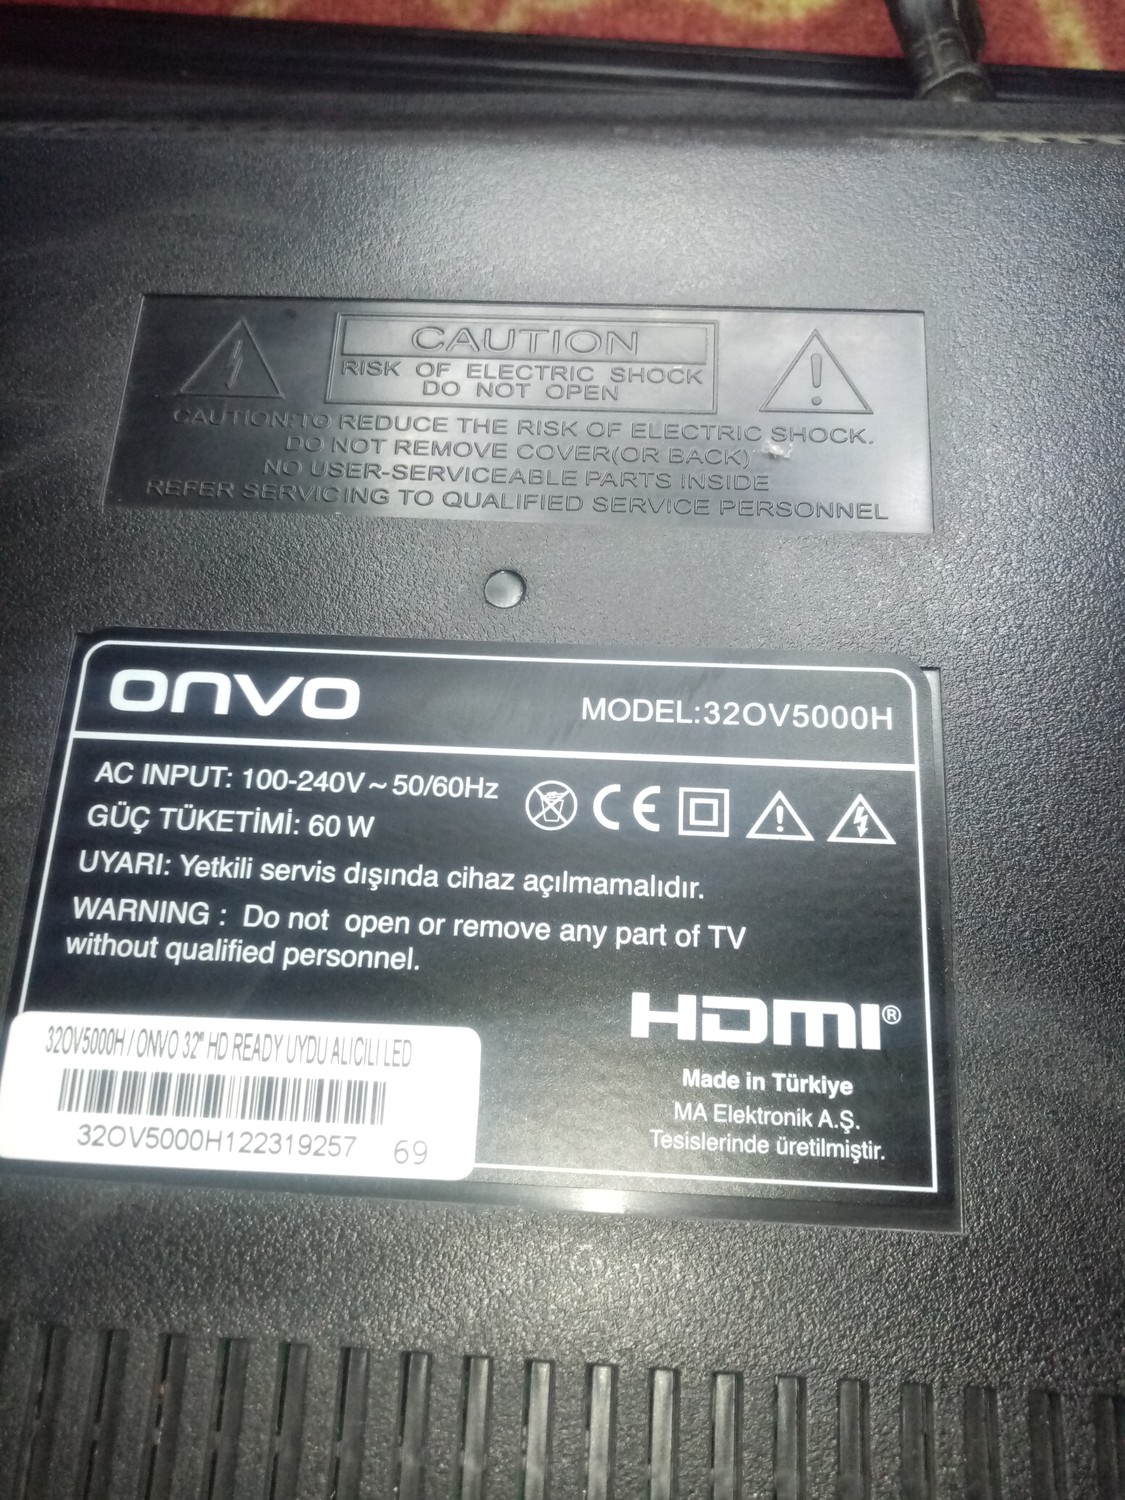 CAUTION
RISK OF ELECTRIC SHOCK
DO NOT OPEN
CAUTION:TO REDUCE THE RISK OF ELECTRIC SHOCK.
DO NOT REMOVE COVER(OR BACK)
NO USER-SERVICEABLE PARTS INSIDE
REFER SERVICING TO QUALIFIED SERVICE PERSONNEL
onvo MODEL:32OV5000H
AC INPUT: 100-240V~50/60Hz
GÜÇ TÜKETİMİ: 60 W
CE
UYARI: Yetkili servis dışında cihaz açılmamalıdır.
WARNING : Do not open or remove any part of TV
without qualified personnel.
HDMI®
Made in Türkiye
MA Elektronik A.Ş.
Tesislerinde üretilmiştir.
32OV5000H / ONVO 32" HD READY UYDU ALICILI LED
32OV5000H122319257 69